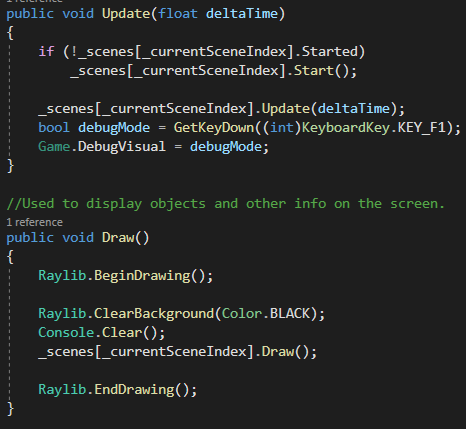 1 reference
public void Update(float deltaTime)
{
    if (!_scenes[_currentSceneIndex].Started)
        _scenes[_currentSceneIndex].Start();

    _scenes[_currentSceneIndex].Update(deltaTime);
    bool debugMode = GetKeyDown((int)KeyboardKey.KEY_F1);
    Game.DebugVisual = debugMode;
}

//Used to display objects and other info on the screen.
1 reference
public void Draw()
{
    Raylib.BeginDrawing();

    Raylib.ClearBackground(Color.BLACK);
    Console.Clear();
    _scenes[_currentSceneIndex].Draw();

    Raylib.EndDrawing();
}